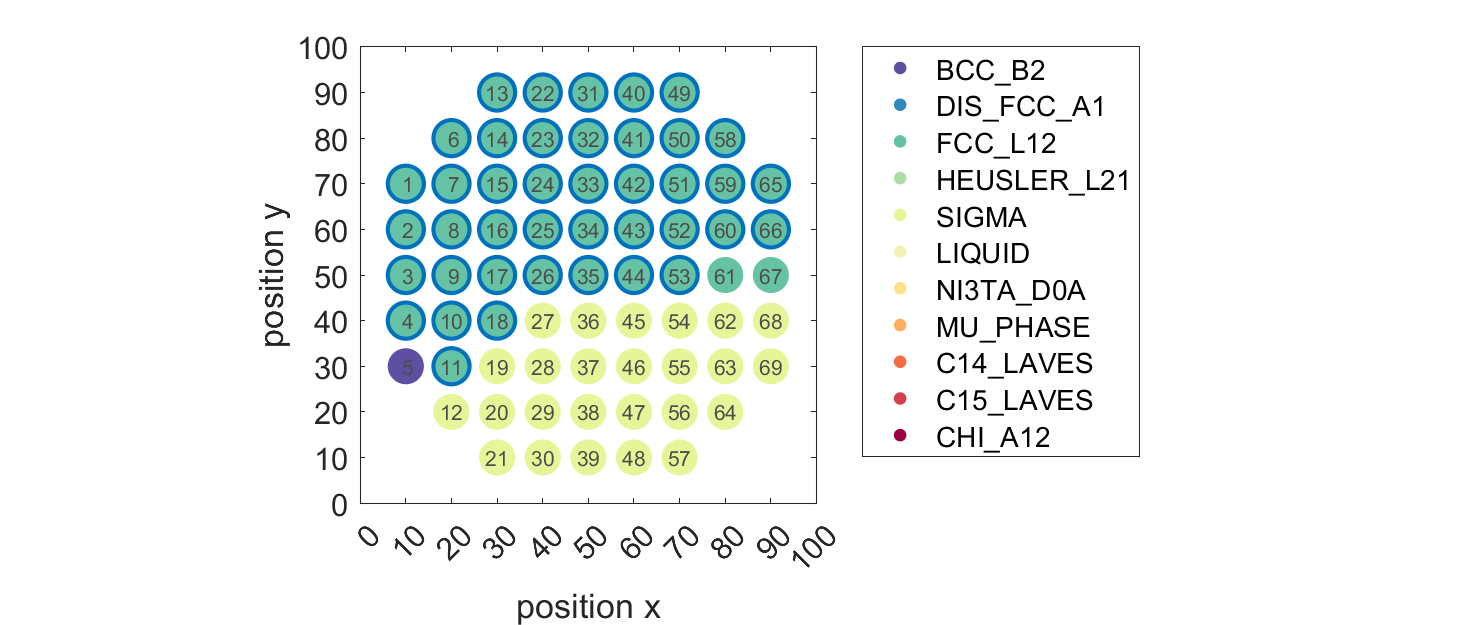 100
90
80
70
60
50
40
30
20
10
0
position y
13 22 31 40 49
6 14 23 32 41 50 58
1 7 15 24 33 42 51 59 65
2 8 16 25 34 43 52 60 66
3 9 17 26 35 44 53 61 67
4 10 18 27 36 45 54 62 68
5 11 19 28 37 46 55 63 69
12 20 29 38 47 56 64
21 30 39 48 57
0 10 20 30 40 50 60 70 80 90 100
position x
BCC_B2
DIS_FCC_A1
FCC_L12
HEUSLER_L21
SIGMA
LIQUID
NI3TA_D0A
MU_PHASE
C14_LAVES
C15_LAVES
CHI_A12